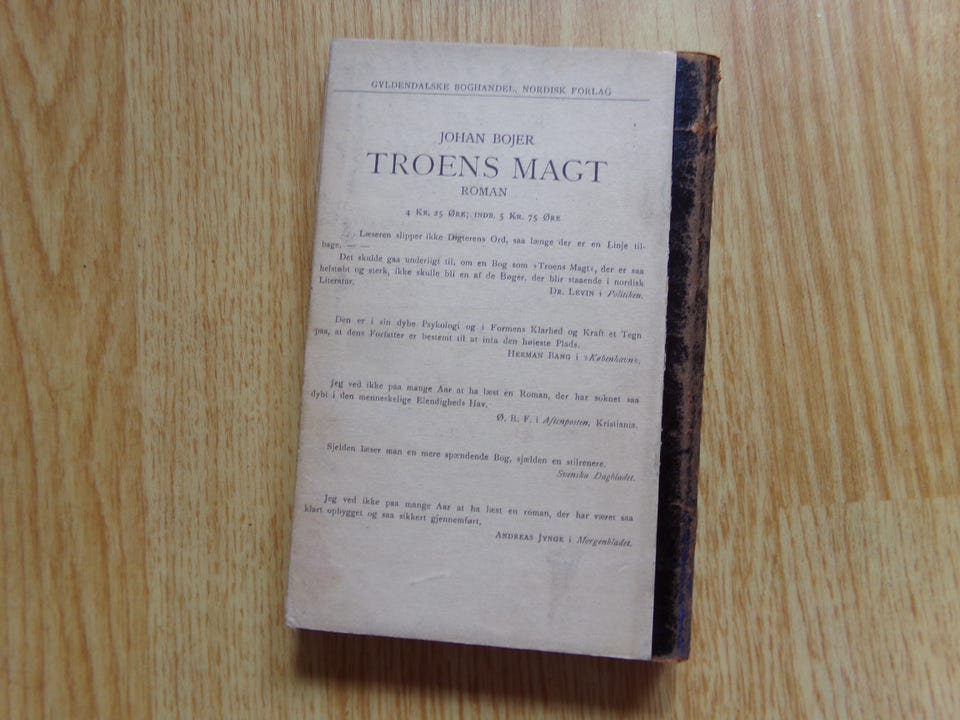 GYLDENDALSKE BOGHANDEL, NORDISK FORLAG
JOHAN BOJER
TROENS MAGT
ROMAN
4 KR. 25 ØRE; INDB. 5 KR. 75 ØRE
... Læseren slipper ikke Digterens Ord, saa længe der er en Linje til-
bage. — —
Det skulde gaa underligt til, om en Bog som »Troens Magt«, der er saa
helstøbt og sterk, ikke skulle bli en af de Bøger, der blir staaende i nordisk
Literatur.
DR. LEVIN i Politiken.
Den er i sin dybe Psykologi og i Formens Klarhed og Kraft et Tegn
paa, at dens Forfatter er bestemt til at inta den høieste Plads.
HERMAN BANG i »København«.
Jeg ved ikke paa mange Aar at ha læst en Roman, der har loknet saa
dybt i den menneskelige Elendigheds Hav.
Ø. R. F. i Aftenposten, Kristiania.
Sjelden læser man en mere spændende Bog, sjælden en stilrenere.
Svenska Dagbladet.
Jeg ved ikke paa mange Aar at ha læst en roman, der har været saa
klart opbygget og saa sikkert gjennemført.
ANDREAS JYNGE i Morgenbladet.